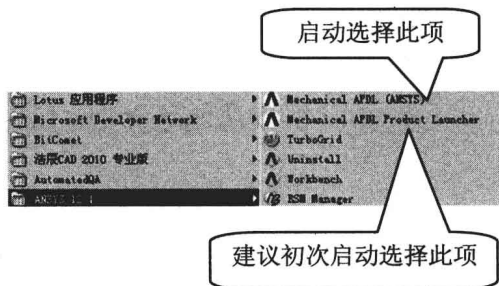 启动选择此项
Lotus 应用程序
Microsoft Developer Network
BitComet
浩辰CAD 2010 专业版
AutomatedQA
ANSYS 12.1
Mechanical APDL (ANSYS)
Mechanical APDL Product Launcher
TurboGrid
Uninstall
Workbench
RSM Manager
建议初次启动选择此项